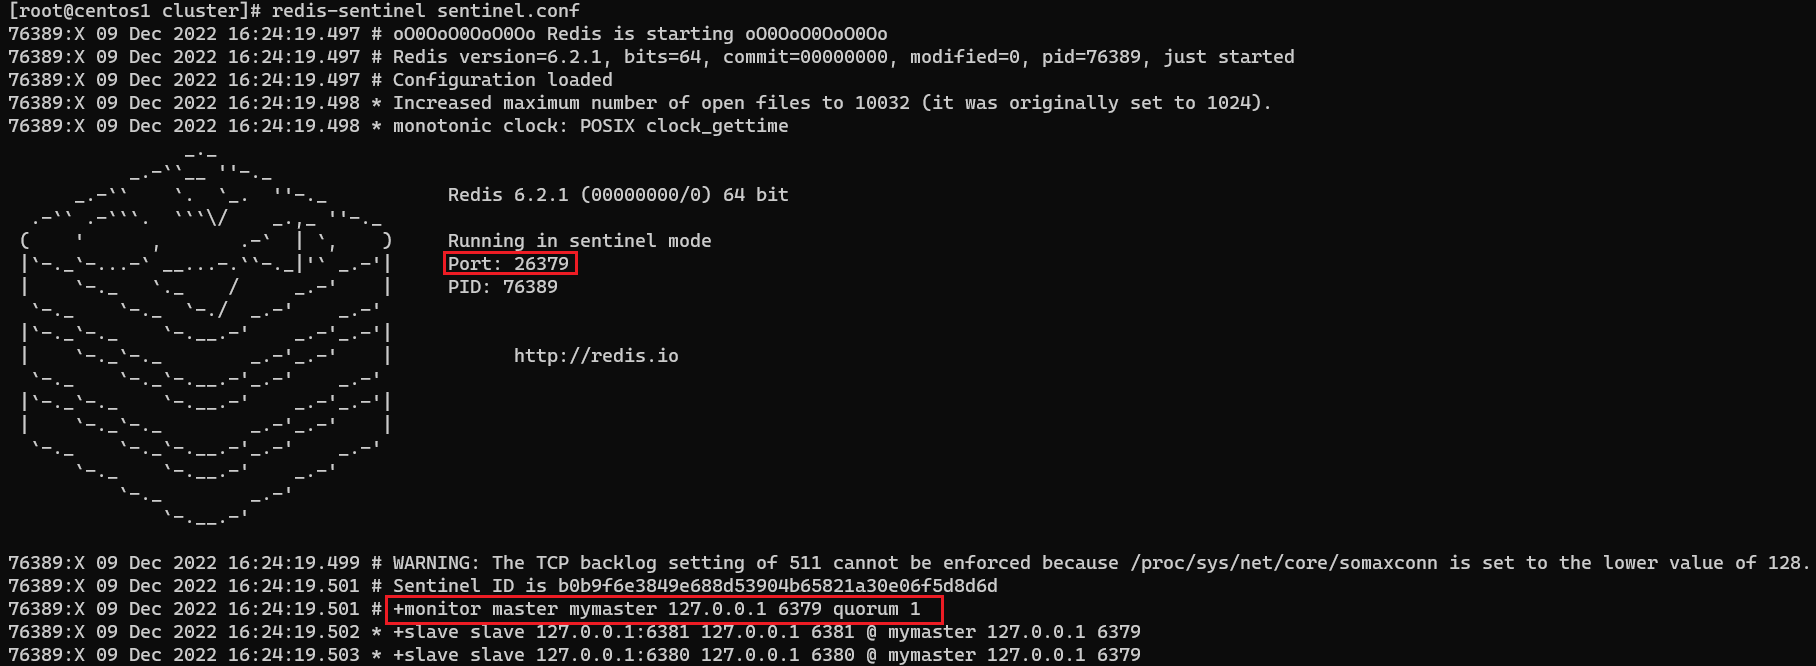 [root@centos1 cluster]# redis-sentinel sentinel.conf
76389:X 09 Dec 2022 16:24:19.497 # oO0OoO0OoO0Oo Redis is starting oO0OoO0OoO0Oo
76389:X 09 Dec 2022 16:24:19.497 # Redis version=6.2.1, bits=64, commit=00000000, modified=0, pid=76389, just started
76389:X 09 Dec 2022 16:24:19.497 # Configuration loaded
76389:X 09 Dec 2022 16:24:19.498 * Increased maximum number of open files to 10032 (it was originally set to 1024).
76389:X 09 Dec 2022 16:24:19.498 * monotonic clock: POSIX clock_gettime
Redis 6.2.1 (00000000/0) 64 bit
Running in sentinel mode
Port: 26379
PID: 76389
http://redis.io
76389:X 09 Dec 2022 16:24:19.499 # WARNING: The TCP backlog setting of 511 cannot be enforced because /proc/sys/net/core/somaxconn is set to the lower value of 128.
76389:X 09 Dec 2022 16:24:19.501 # Sentinel ID is b0b9f6e3849e688d53904b65821a30e06f5d8d6d
76389:X 09 Dec 2022 16:24:19.501 # +monitor master mymaster 127.0.0.1 6379 quorum 1
76389:X 09 Dec 2022 16:24:19.502 * +slave slave 127.0.0.1:6381 127.0.0.1 6381 @ mymaster 127.0.0.1 6379
76389:X 09 Dec 2022 16:24:19.503 * +slave slave 127.0.0.1:6380 127.0.0.1 6380 @ mymaster 127.0.0.1 6379